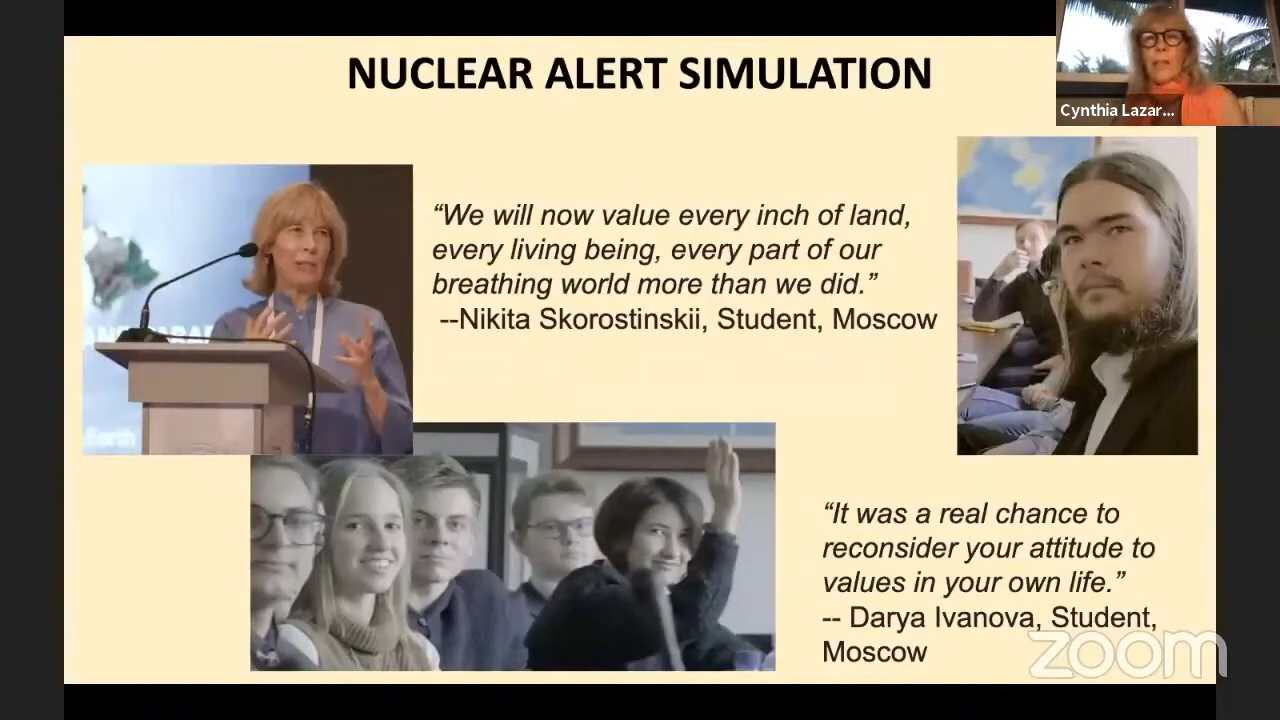 NUCLEAR ALERT SIMULATION
Cynthia Lazar...
“We will now value every inch of land,
every living being, every part of our
breathing world more than we did.”
--Nikita Skorostinskii, Student, Moscow
“It was a real chance to
reconsider your attitude to
values in your own life.”
-- Darya Ivanova, Student,
Moscow
zoom